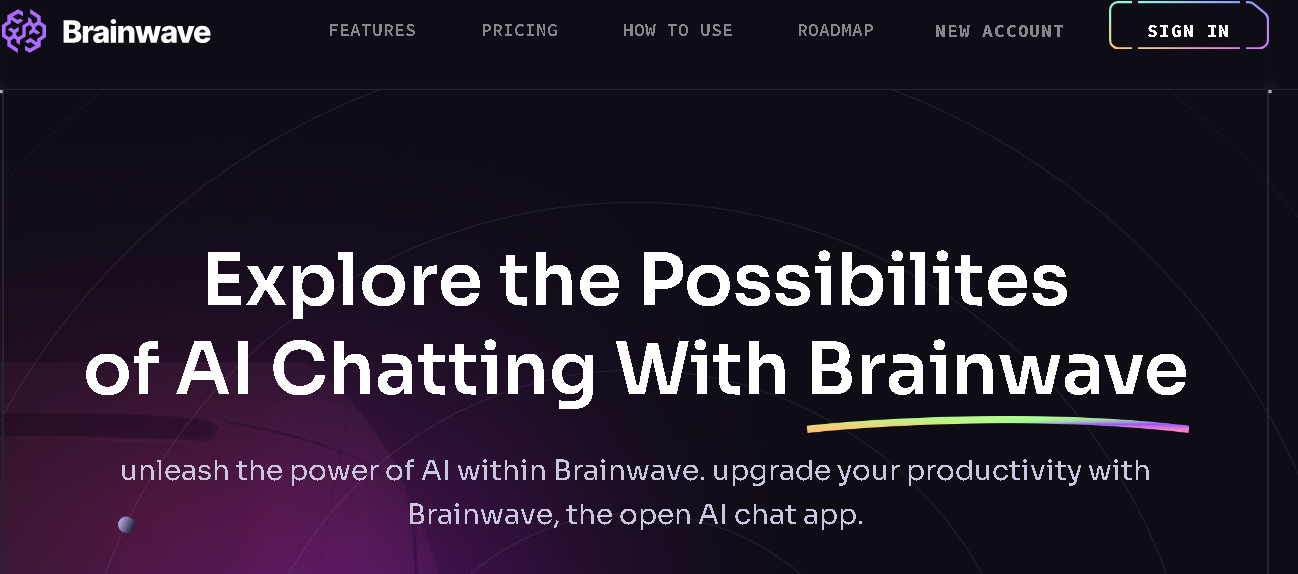 Brainwave
FEATURES
PRICING
HOW TO USE
ROADMAP
NEW ACCOUNT
SIGN IN
Explore the Possibilites
of AI Chatting With Brainwave
unleash the power of AI within Brainwave. upgrade your productivity with
Brainwave, the open AI chat app.